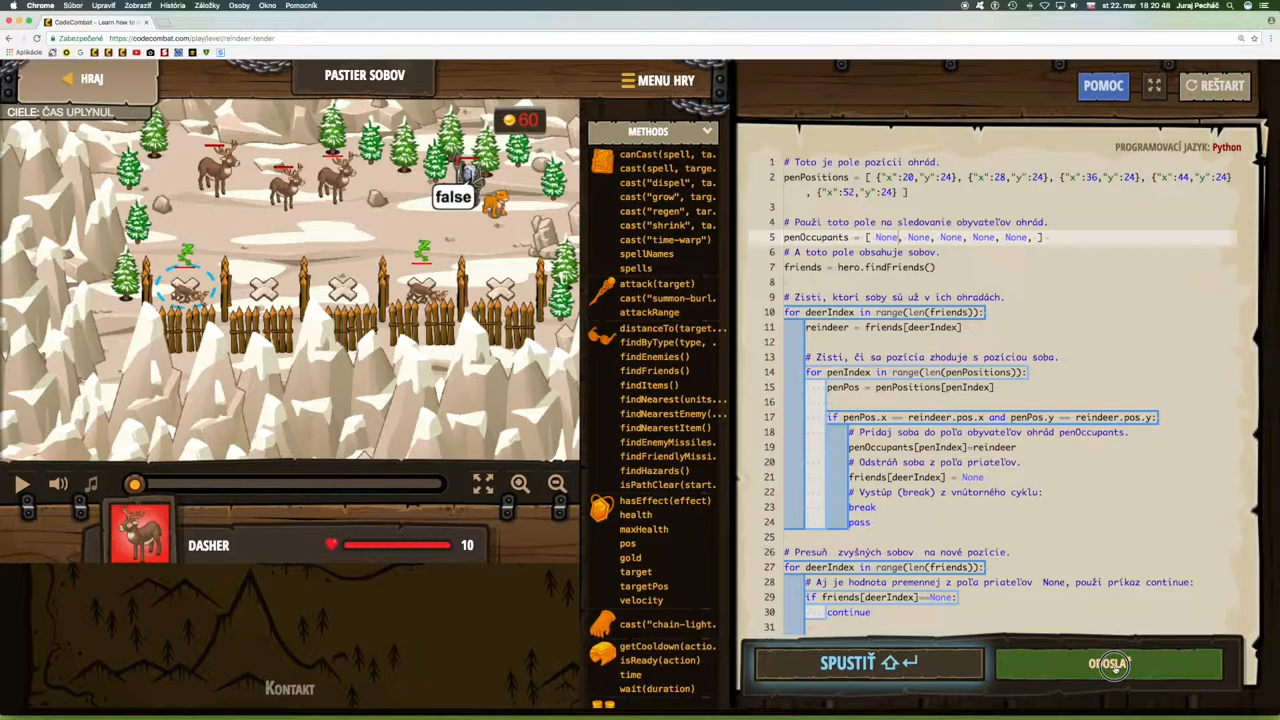 Chrome Súbor Upraviť Zobraziť História Záložky Osoby Okno Pomocník
st 22. mar 18 20 48 Juraj Pecháč
CodeCombat - Learn how to
Zabezpečené https://codecombat.com/play/level/reindeer-tender
Aplikácie
HRAJ
PASTIER SOBOV
MENU HRY
POMOC
REŠTART
CIELE: ČAS UPLYNUL
60
false
METHODS
canCast(spell, ta.
cast(spell, targe.
cast("dispel", ta.
cast("grow", targ.
cast("regen", tar.
cast("shrink", ta.
cast("time-warp")
spellNames
spells
attack(target)
cast("summon-burl.
attackRange
distanceTo(target...
findByType(type, ..
findEnemies()
findFriends()
findItems()
findNearest(units...
findNearestEnemy(...
findNearestItem()
findEnemyMissiles.
findFriendlyMissi.
findHazards()
isPathClear(start.
hasEffect(effect)
health
maxHealth
pos
gold
target
targetPos
velocity
cast("chain-light.
getCooldown(actio.
isReady(action)
time
wait(duration)
PROGRAMOVACÍ JAZYK: Python
1 # Toto je pole pozícii ohrád.
2 penPositions = [ {"x":20,"y":24}, {"x":28,"y":24}, {"x":36,"y":24}, {"x":44,"y":24}
, {"x":52,"y":24} ]
3
4 # Použi toto pole na sledovanie obyvateľov ohrád.
5 penOccupants = [ None, None, None, None, None, ]
6 # A toto pole obsahuje sobov.
7 friends = hero.findFriends()
8
9 # Zisti, ktorí soby sú už v ich ohradách.
10 for deerIndex in range(len(friends)):
11 reindeer = friends[deerIndex]
12
13 # Zisti, či sa pozícia zhoduje s pozíciou soba.
14 for penIndex in range(len(penPositions)):
15 penPos = penPositions[penIndex]
16
17 if penPos.x == reindeer.pos.x and penPos.y == reindeer.pos.y:
18 # Pridaj soba do poľa obyvateľov ohrád penOccupants.
19 penOccupants[penIndex]=reindeer
20 # Odstráň soba z poľa priateľov.
21 friends[deerIndex] = None
22 # Vystúp (break) z vnútorného cyklu:
23 break
24 pass
25
26 # Presuň zvyšných sobov na nové pozície.
27 for deerIndex in range(len(friends)):
28 # Aj je hodnota premennej z poľa priateľov None, použi príkaz continue:
29 if friends[deerIndex]==None:
30 continue
31
DASHER
10
KONTAKT
SPUSTIŤ
ODOSLAŤ